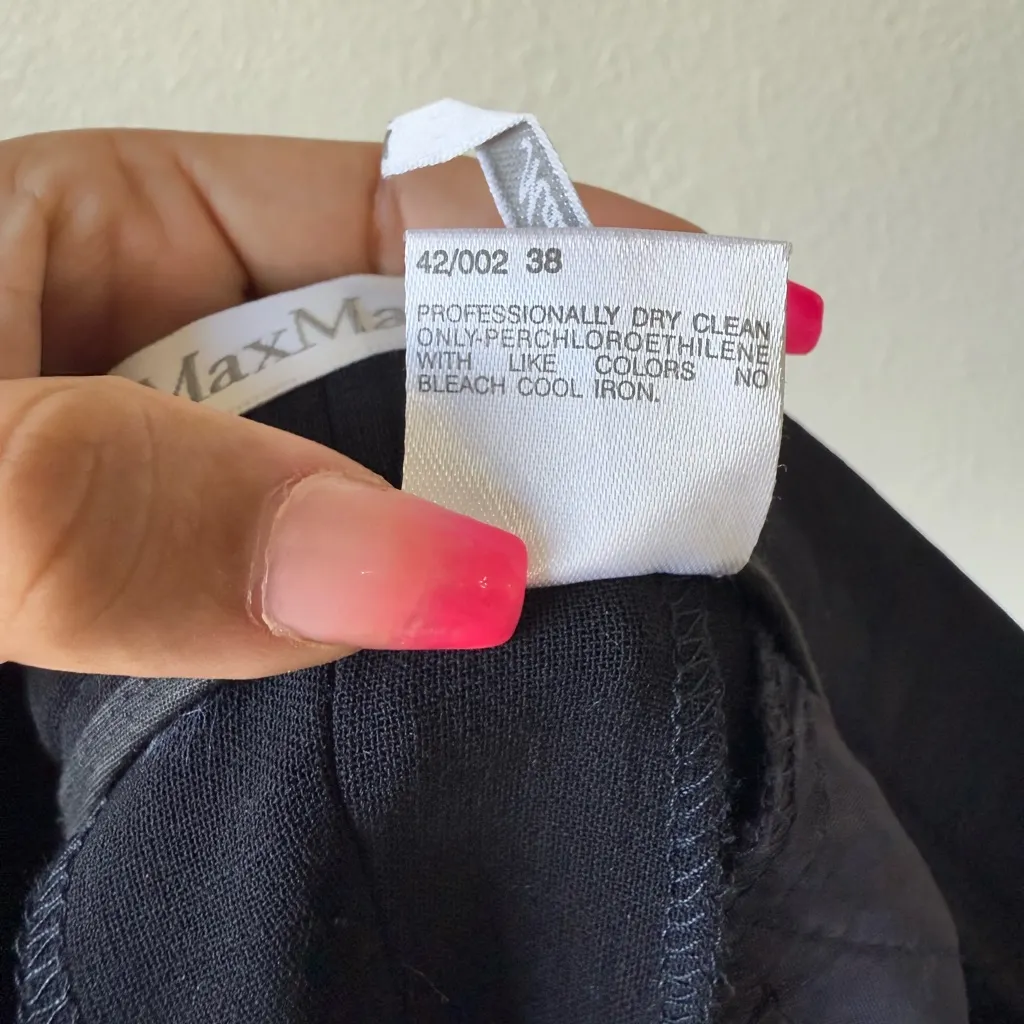 42/002 38
PROFESSIONALLY DRY CLEAN
ONLY-PERCHLOROETHILENE
WITH LIKE COLORS NO
BLEACH COOL IRON.
MaxMa